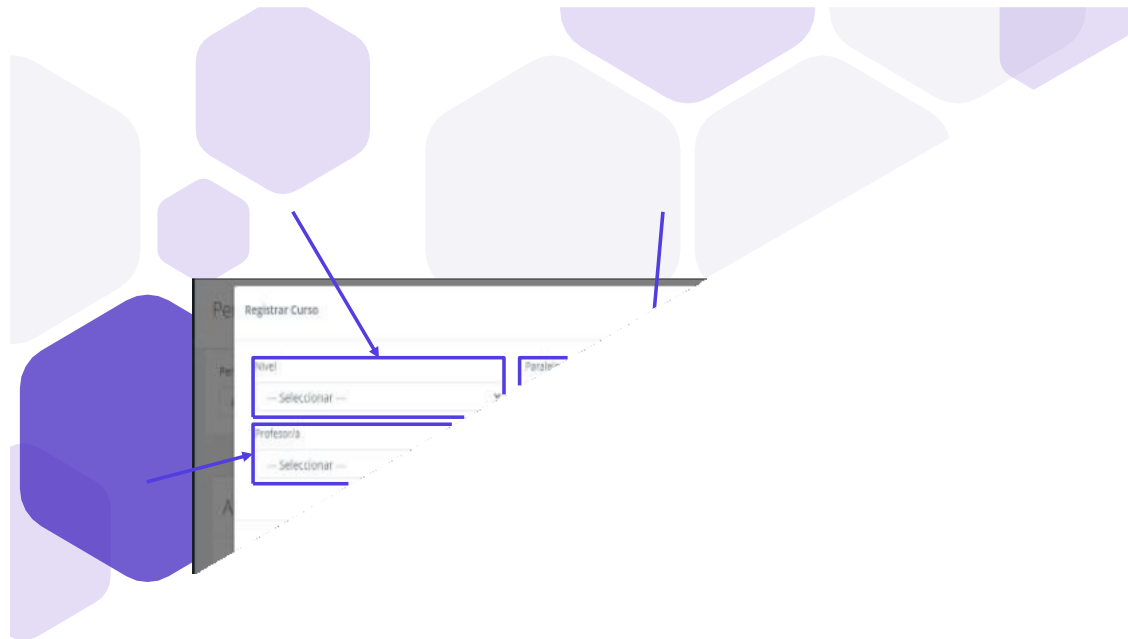 Registrar Curso
Nivel
--- Seleccionar ---
Profesor/a
--- Seleccionar ---